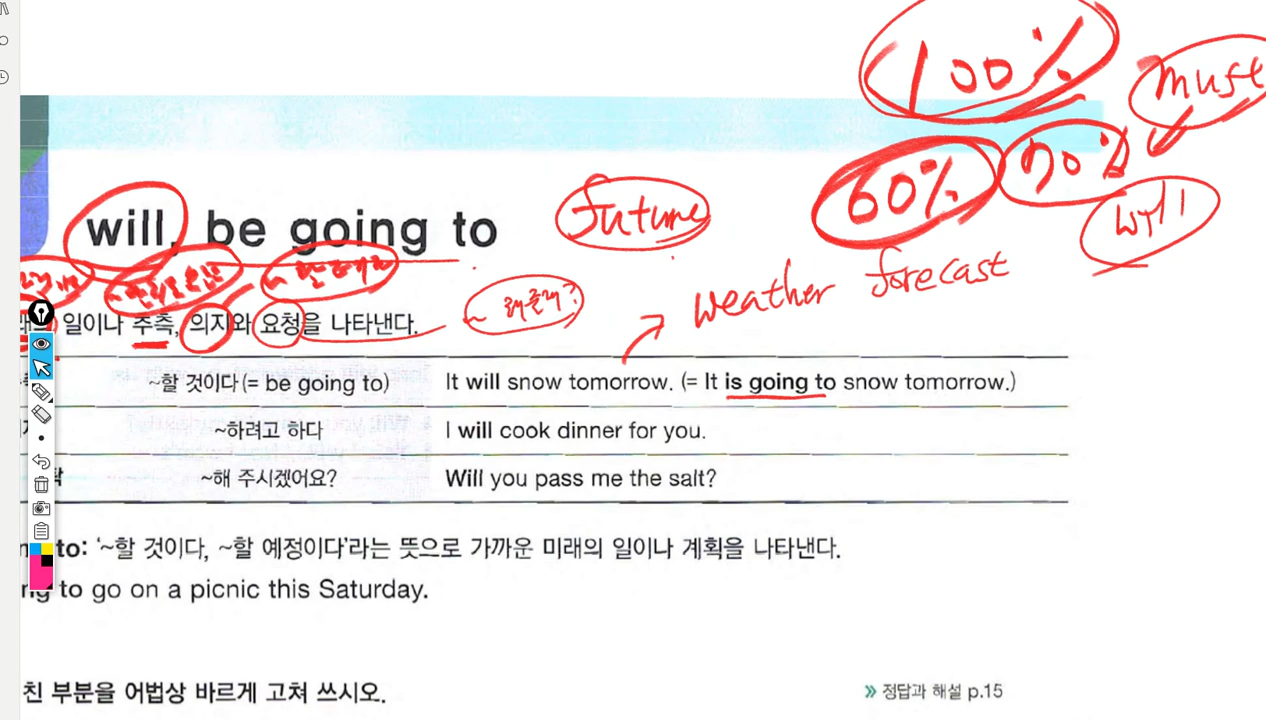 100%
must
60% 70%
will
will, be going to
future
weather forecast
~ 해줄래?
일이나 추측, 의지와 요청을 나타낸다.
~할 것이다(= be going to) It will snow tomorrow. (= It is going to snow tomorrow.)
~하려고 하다 I will cook dinner for you.
~해 주시겠어요? Will you pass me the salt?
to: ‘~할 것이다, ~할 예정이다’라는 뜻으로 가까운 미래의 일이나 계획을 나타낸다.
to go on a picnic this Saturday.
친 부분을 어법상 바르게 고쳐 쓰시오.
정답과 해설 p.15